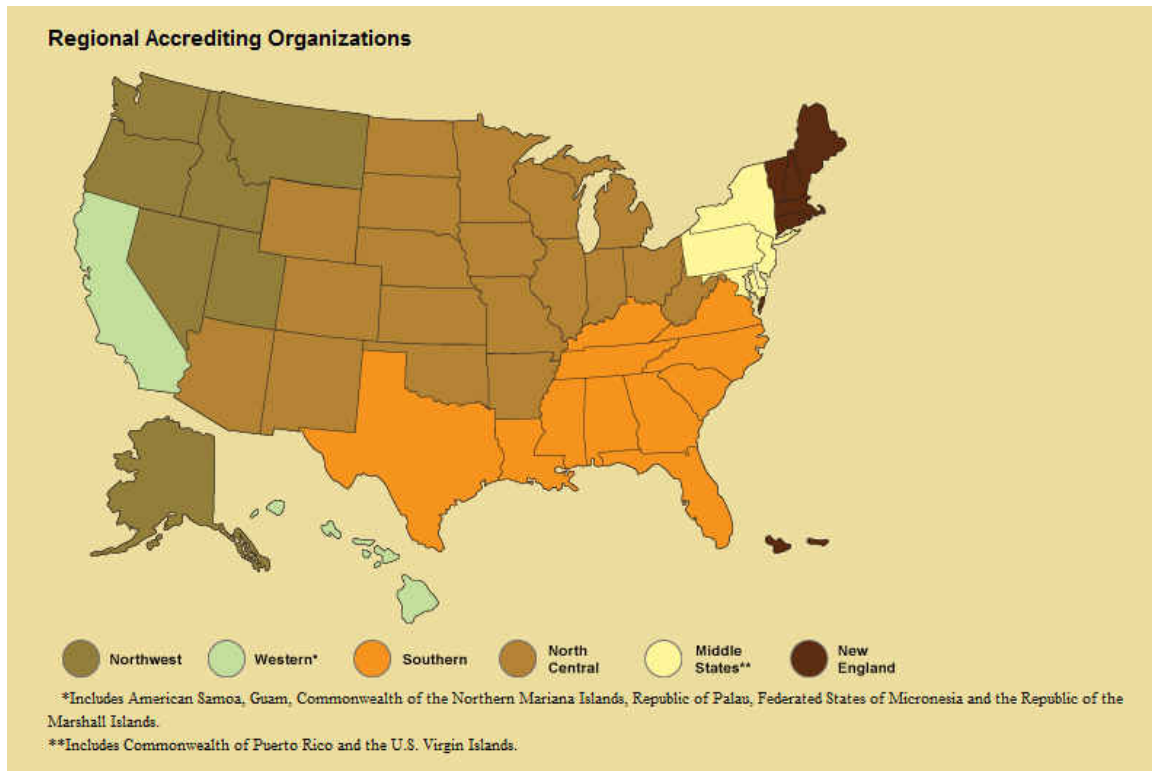 Regional Accrediting Organizations
Northwest
Western*
Southern
North
Central
Middle
States**
New
England
*Includes American Samoa, Guam, Commonwealth of the Northern Mariana Islands, Republic of Palau, Federated States of Micronesia and the Republic of the
Marshall Islands.
**Includes Commonwealth of Puerto Rico and the U.S. Virgin Islands.